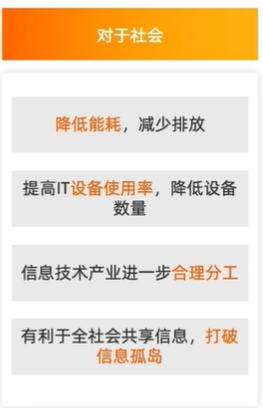 对于社会
降低能耗，减少排放
提高IT设备使用率，降低设备
数量
信息技术产业进一步合理分工
有利于全社会共享信息，打破
信息孤岛